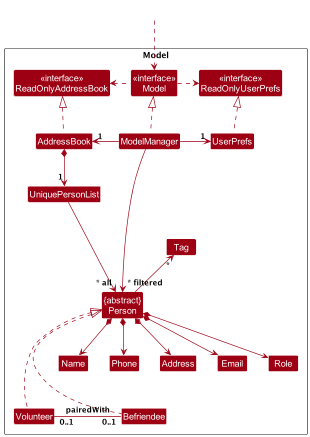 Model
«interface»
ReadOnlyAddressBook
«interface»
Model
«interface»
ReadOnlyUserPrefs
AddressBook
1
ModelManager
1
UserPrefs
1
UniquePersonList
Tag
*
* all
* filtered
{abstract}
Person
Name
Phone
Address
Email
Role
Volunteer
pairedWith
0..1
0..1
Befriendee